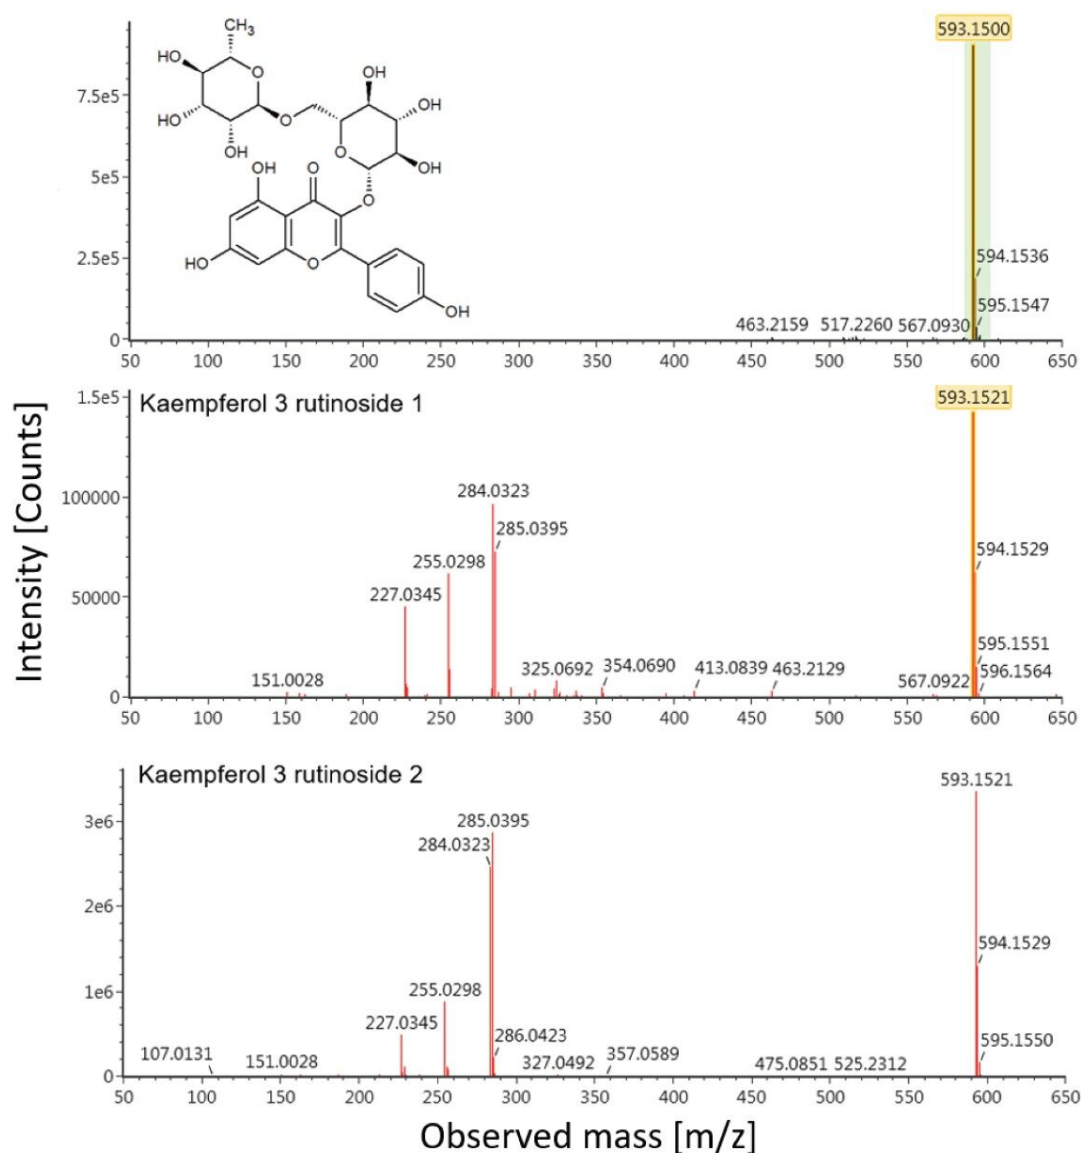 593.1500
CH3
HO
O
HO
OH
O
OH
OH
O
OH
OH
O
O
HO
O
OH
7.5e5
5e5
2.5e5
0
594.1536
595.1547
463.2159 517.2260 567.0930
50 100 150 200 250 300 350 400 450 500 550 600 650
Intensity [Counts]
1.5e5
100000
50000
0
Kaempferol 3 rutinoside 1
593.1521
284.0323
285.0395
255.0298
227.0345
594.1529
151.0028
325.0692 354.0690 413.0839 463.2129
567.0922
595.1551
596.1564
50 100 150 200 250 300 350 400 450 500 550 600 650
Kaempferol 3 rutinoside 2
3e6
2e6
1e6
0
593.1521
285.0395
284.0323
594.1529
255.0298
227.0345
286.0423
107.0131
151.0028
327.0492 357.0589
475.0851 525.2312
595.1550
50 100 150 200 250 300 350 400 450 500 550 600 650
Observed mass [m/z]